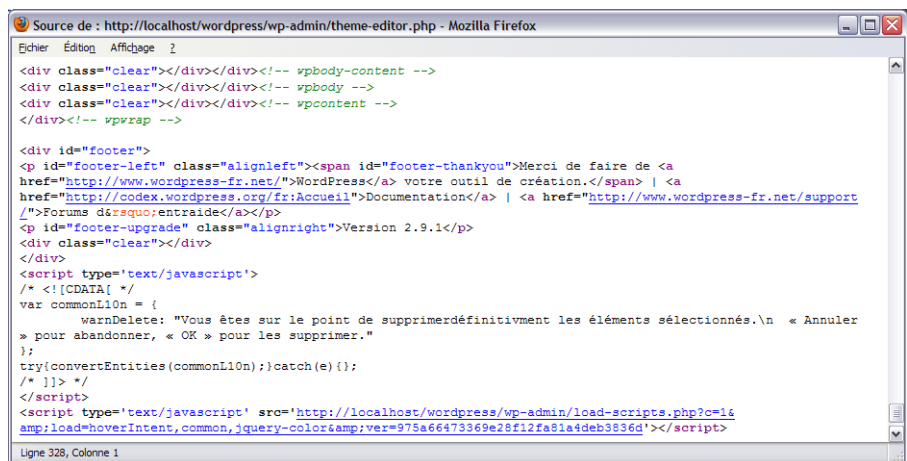 Source de : http://localhost/wordpress/wp-admin/theme-editor.php - Mozilla Firefox
Fichier Édition Affichage ?
<div class="clear"></div></div><!-- wpbody-content -->
<div class="clear"></div></div><!-- wpbody -->
<div class="clear"></div></div><!-- wpcontent -->
</div><!-- wpwrap -->
<div id="footer">
<p id="footer-left" class="alignleft"><span id="footer-thankyou">Merci de faire de <a
href="http://www.wordpress-fr.net/">WordPress</a> votre outil de création.</span> | <a
href="http://codex.wordpress.org/fr:Accueil">Documentation</a> | <a href="http://www.wordpress-fr.net/support
/">Forums d&rsquo;entraide</a></p>
<p id="footer-upgrade" class="alignright">Version 2.9.1</p>
<div class="clear"></div>
</div>
<script type='text/javascript'>
/* <![CDATA[ */
var commonL10n = {
warnDelete: "Vous êtes sur le point de supprimerdéfinitivment les éléments sélectionnés.\n « Annuler
» pour abandonner, « OK » pour les supprimer."
};
try{convertEntities(commonL10n);}catch(e){};
/* ]]> */
</script>
<script type='text/javascript' src='http://localhost/wordpress/wp-admin/load-scripts.php?c=1&
amp;load=hoverIntent,common,jquery-color&amp;ver=975a66473369e28f12fa81a4deb3836d'></script>
Ligne 328, Colonne 1